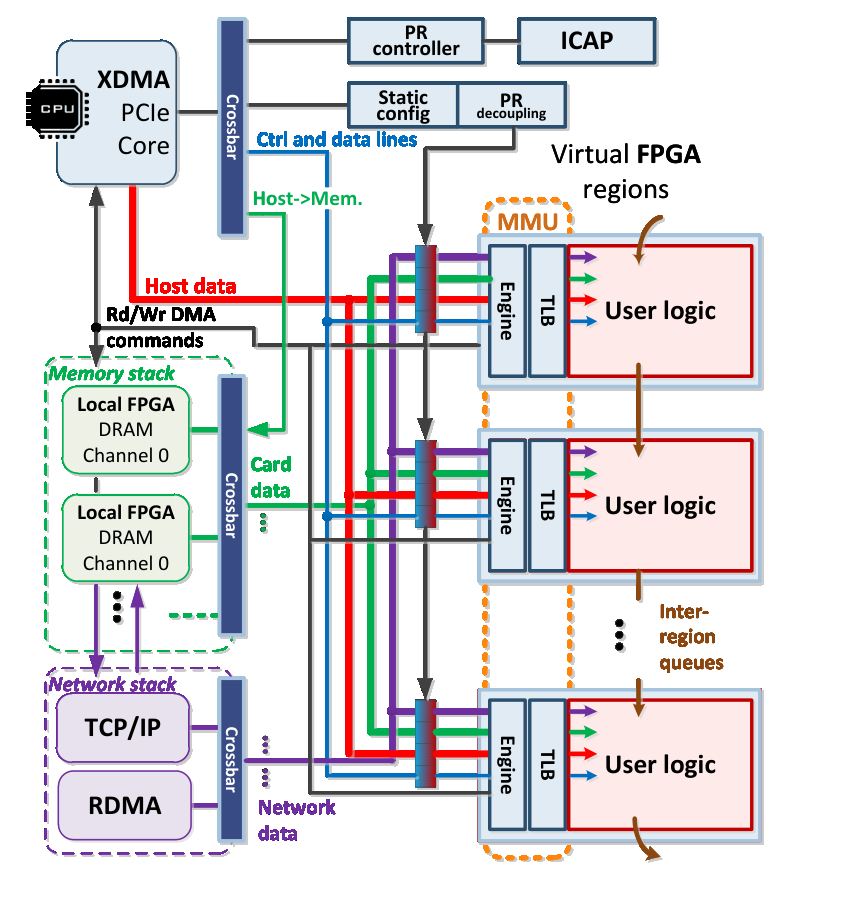 PR
controller
ICAP
XDMA
PCIe
Core
CPU
Crossbar
Static
config
PR
decoupling
Ctrl and data lines
Virtual FPGA
regions
Host->Mem.
MMU
Host data
Engine
TLB
User logic
Rd/Wr DMA
commands
Memory stack
Local FPGA
DRAM
Channel 0
Crossbar
Card
data
Engine
TLB
User logic
Local FPGA
DRAM
Channel 0
Inter-
region
queues
Network stack
TCP/IP
Crossbar
Engine
TLB
User logic
RDMA
Network
data